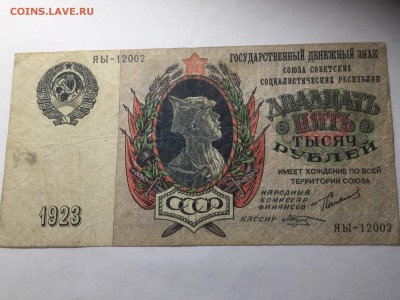 COINS.LAVE.RU
ЯЫ-12002
ГОСУДАРСТВЕННЫЙ ДЕНЕЖНЫЙ ЗНАК
СОЮЗА СОВЕТСКИХ
СОЦИАЛИСТИЧЕСКИХ РЕСПУБЛИК
ДВАДЦАТЬ
ПЯТЬ
ТЫСЯЧ
РУБЛЕЙ
ИМЕЕТ ХОЖДЕНИЕ ПО ВСЕЙ
ТЕРРИТОРИИ СОЮЗА
НАРОДНЫЙ
КОМИССАР
ФИНАНСОВ
КАССИР
1923
СССР
ЯЫ-12002